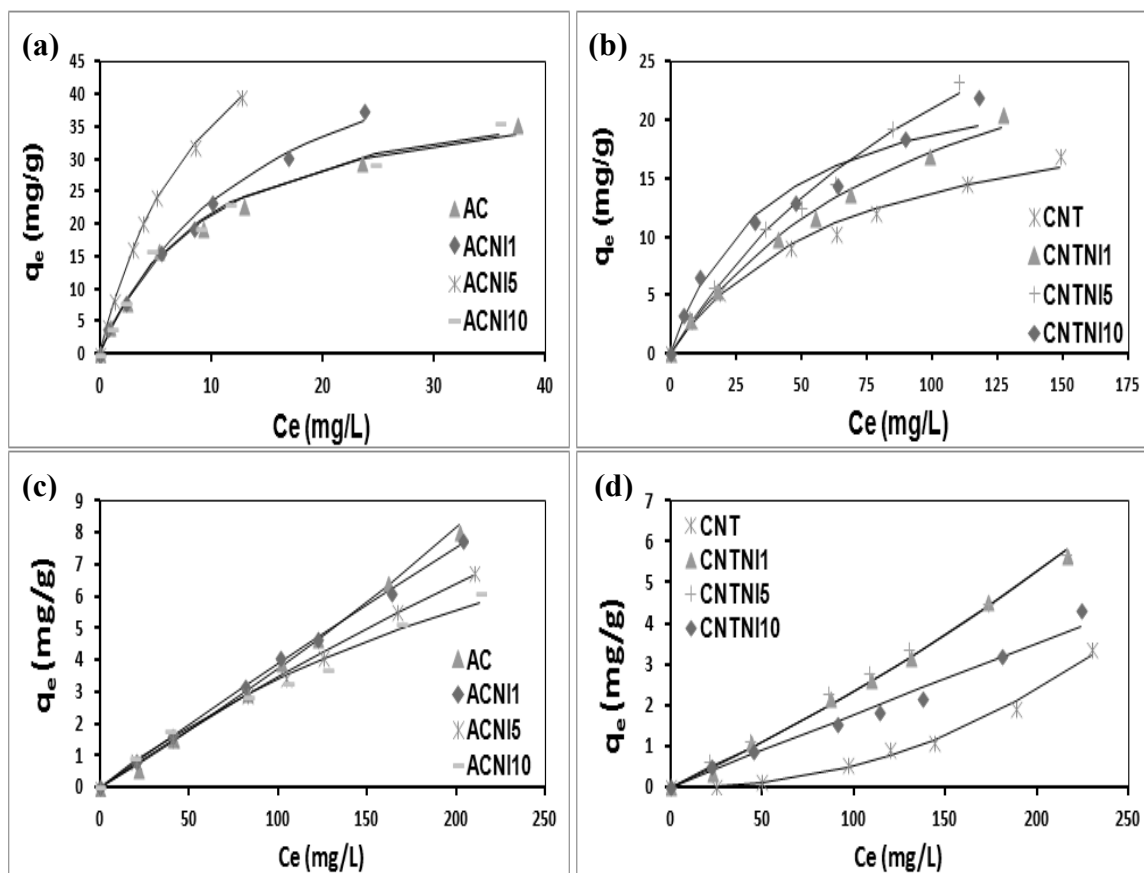 (a)
45
40
35
30
25
20
15
10
5
0
qe (mg/g)
0 10 20 30 40
Ce (mg/L)
AC
ACNI1
ACNI5
ACNI10
(b)
25
20
15
10
5
0
qe (mg/g)
0 25 50 75 100 125 150 175
Ce (mg/L)
CNT
CNTNI1
CNTNI5
CNTNI10
(c)
9
8
7
6
5
4
3
2
1
0
qe (mg/g)
0 50 100 150 200 250
Ce (mg/L)
AC
ACNI1
ACNI5
ACNI10
(d)
7
6
5
4
3
2
1
0
qe (mg/g)
0 50 100 150 200 250
Ce (mg/L)
CNT
CNTNI1
CNTNI5
CNTNI10